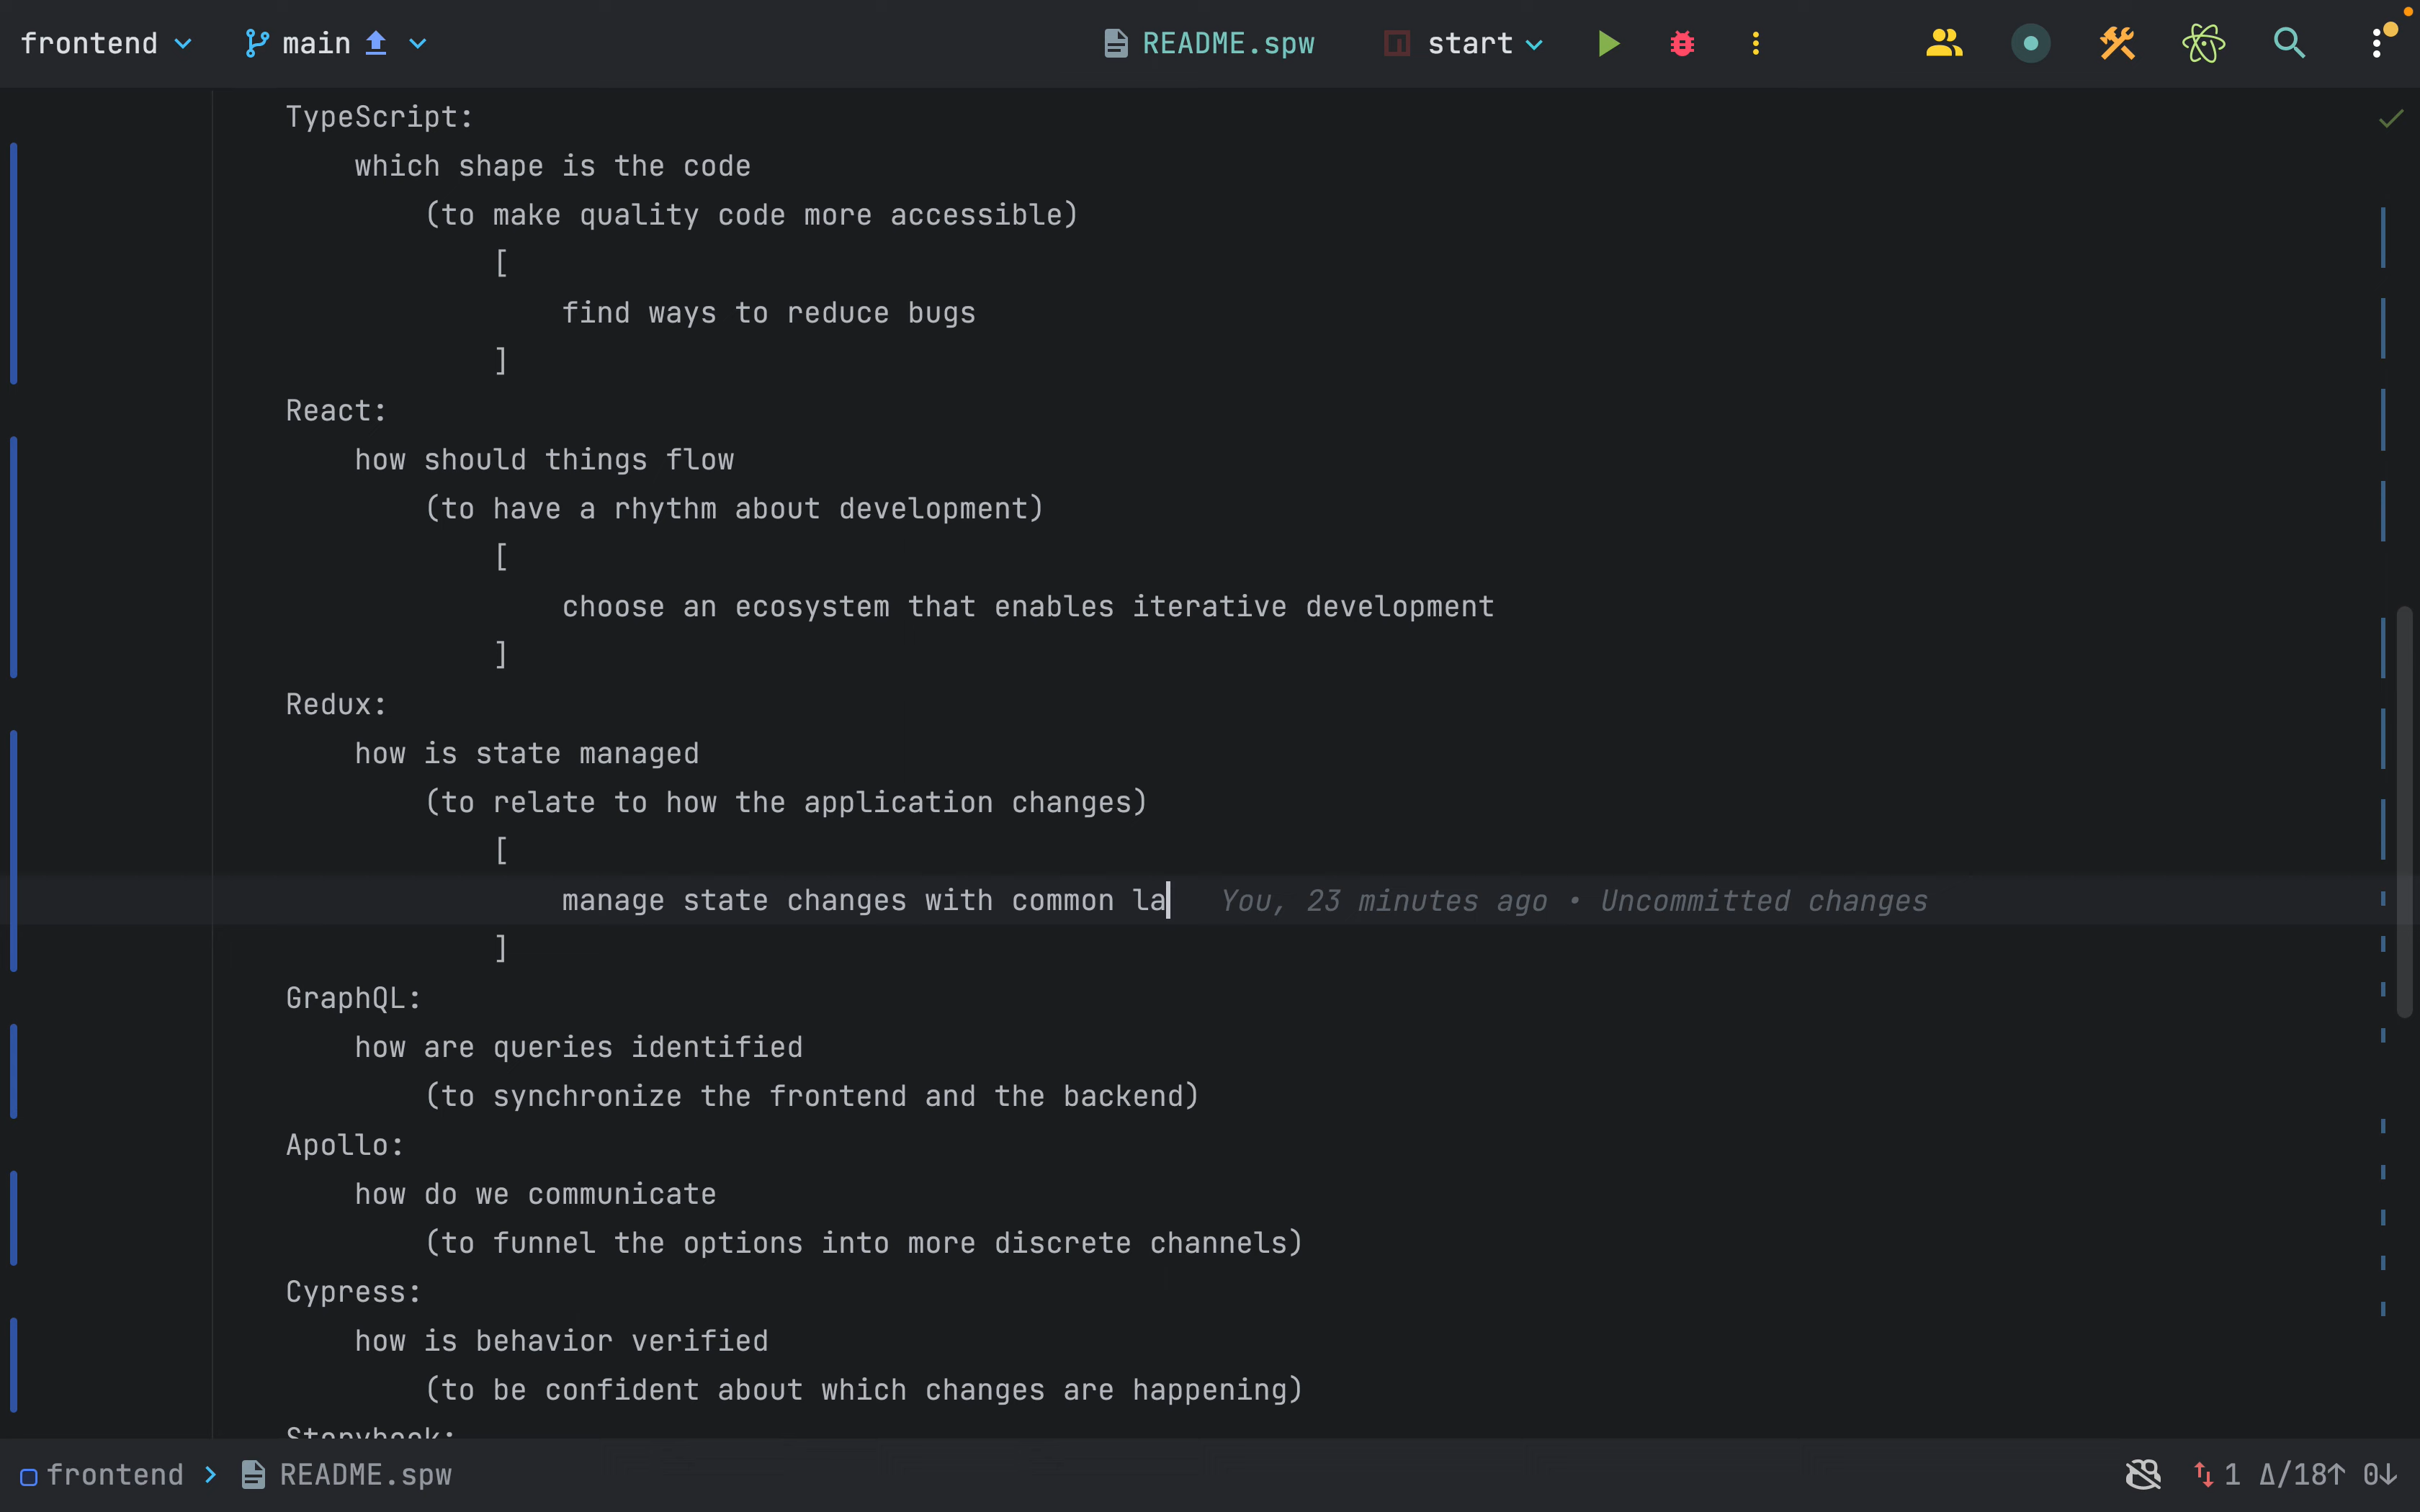 frontend main README.spw start
TypeScript:
which shape is the code
(to make quality code more accessible)
[
find ways to reduce bugs
]
React:
how should things flow
(to have a rhythm about development)
[
choose an ecosystem that enables iterative development
]
Redux:
how is state managed
(to relate to how the application changes)
[
manage state changes with common la You, 23 minutes ago • Uncommitted changes
]
GraphQL:
how are queries identified
(to synchronize the frontend and the backend)
Apollo:
how do we communicate
(to funnel the options into more discrete channels)
Cypress:
how is behavior verified
(to be confident about which changes are happening)
Storybook:
frontend > README.spw 1 Δ/18↑ 0↓